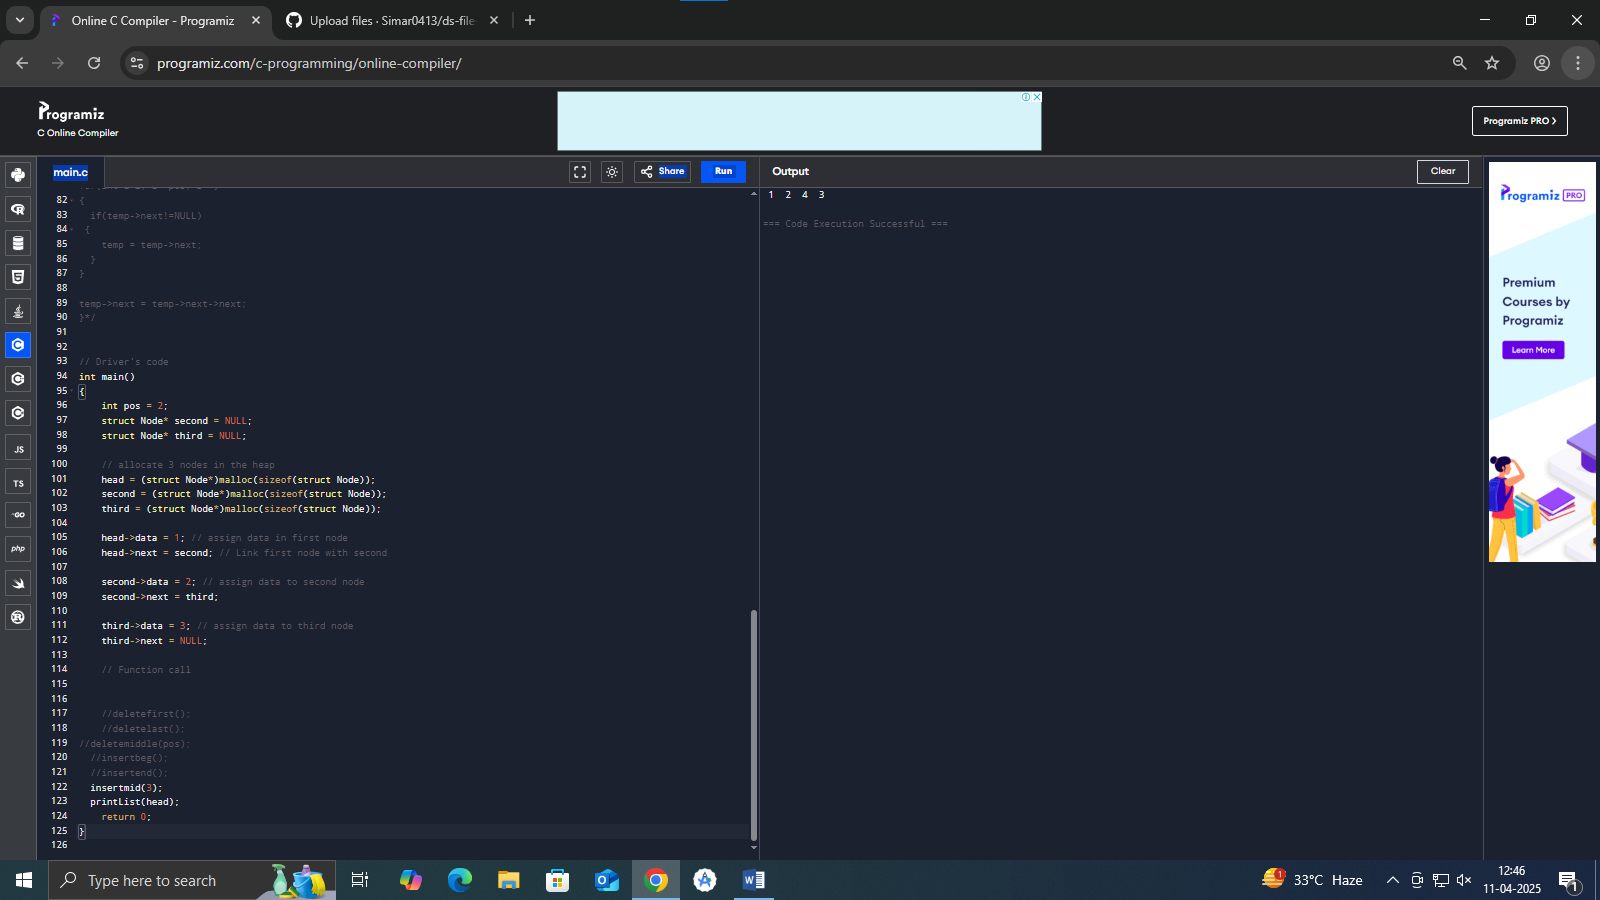 Online C Compiler - Programiz
Upload files · Simar0413/ds-file
programiz.com/c-programming/online-compiler/
Programiz
C Online Compiler
Programiz PRO >
main.c
Share
Run
Output
Clear
82 {
83 if(temp->next!=NULL)
84 {
85 temp = temp->next;
86 }
87 }
88
89 temp->next = temp->next->next;
90 }*/
91
92
93 // Driver's code
94 int main()
95 {
96 int pos = 2;
97 struct Node* second = NULL;
98 struct Node* third = NULL;
99
100 // allocate 3 nodes in the heap
101 head = (struct Node*)malloc(sizeof(struct Node));
102 second = (struct Node*)malloc(sizeof(struct Node));
103 third = (struct Node*)malloc(sizeof(struct Node));
104
105 head->data = 1; // assign data in first node
106 head->next = second; // Link first node with second
107
108 second->data = 2; // assign data to second node
109 second->next = third;
110
111 third->data = 3; // assign data to third node
112 third->next = NULL;
113
114 // Function call
115
116
117 //deletefirst();
118 //deletelast();
119 //deletemiddle(pos);
120 //insertbeg();
121 //insertend();
122 insertmid(3);
123 printList(head);
124 return 0;
125 }
126
1 2 4 3
=== Code Execution Successful ===
JS
TS
GO
php
Programiz PRO
Premium
Courses by
Programiz
Learn More
Type here to search
1
33°C Haze
12:46
11-04-2025
1